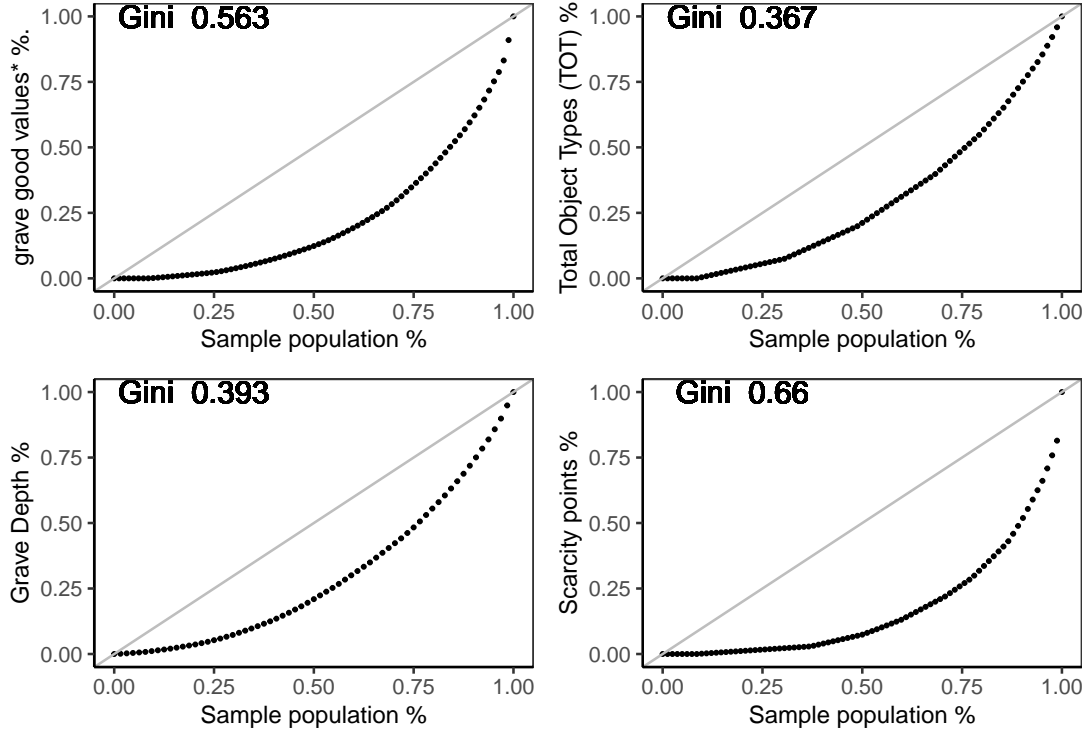 Gini 0.563
grave good values* %.
1.00
0.75
0.50
0.25
0.00
0.00 0.25 0.50 0.75 1.00
Sample population %
Gini 0.367
Total Object Types (TOT) %
1.00
0.75
0.50
0.25
0.00
0.00 0.25 0.50 0.75 1.00
Sample population %
Gini 0.393
Grave Depth %
1.00
0.75
0.50
0.25
0.00
0.00 0.25 0.50 0.75 1.00
Sample population %
Gini 0.66
Scarcity points %
1.00
0.75
0.50
0.25
0.00
0.00 0.25 0.50 0.75 1.00
Sample population %